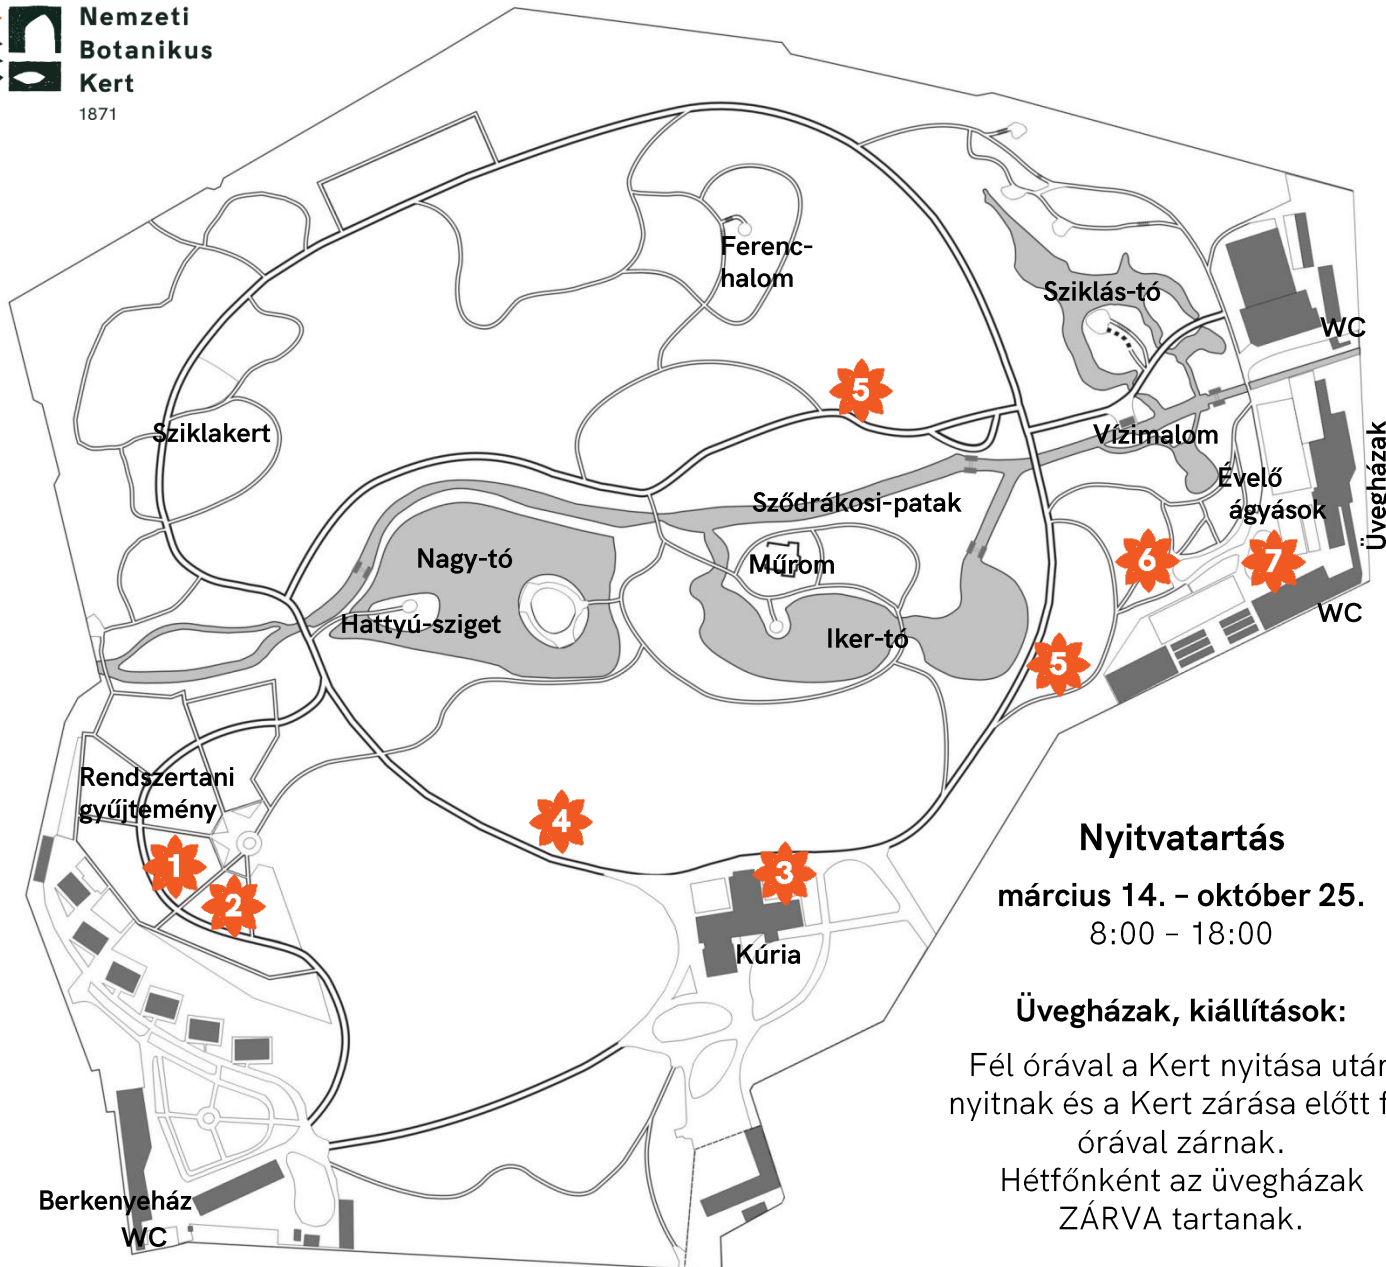 Nemzeti
Botanikus
Kert
1871
Ferenc-
halom
Sziklás-tó
WC
5
Sziklakert
Vízimalom
Üvegházak
Évelő
ágyások
Sződrákosi-patak
Nagy-tó
Műrom
6
7
Hattyú-sziget
Iker-tó
WC
5
Rendszertani
gyűjtemény
4
1
3
2
Kúria
Nyitvatartás
március 14. – október 25.
8:00 – 18:00
Üvegházak, kiállítások:
Fél órával a Kert nyitása utá
nyitnak és a Kert zárása előtt f
órával zárnak.
Hétfőnként az üvegházak
ZÁRVA tartanak.
Berkenyeház
WC